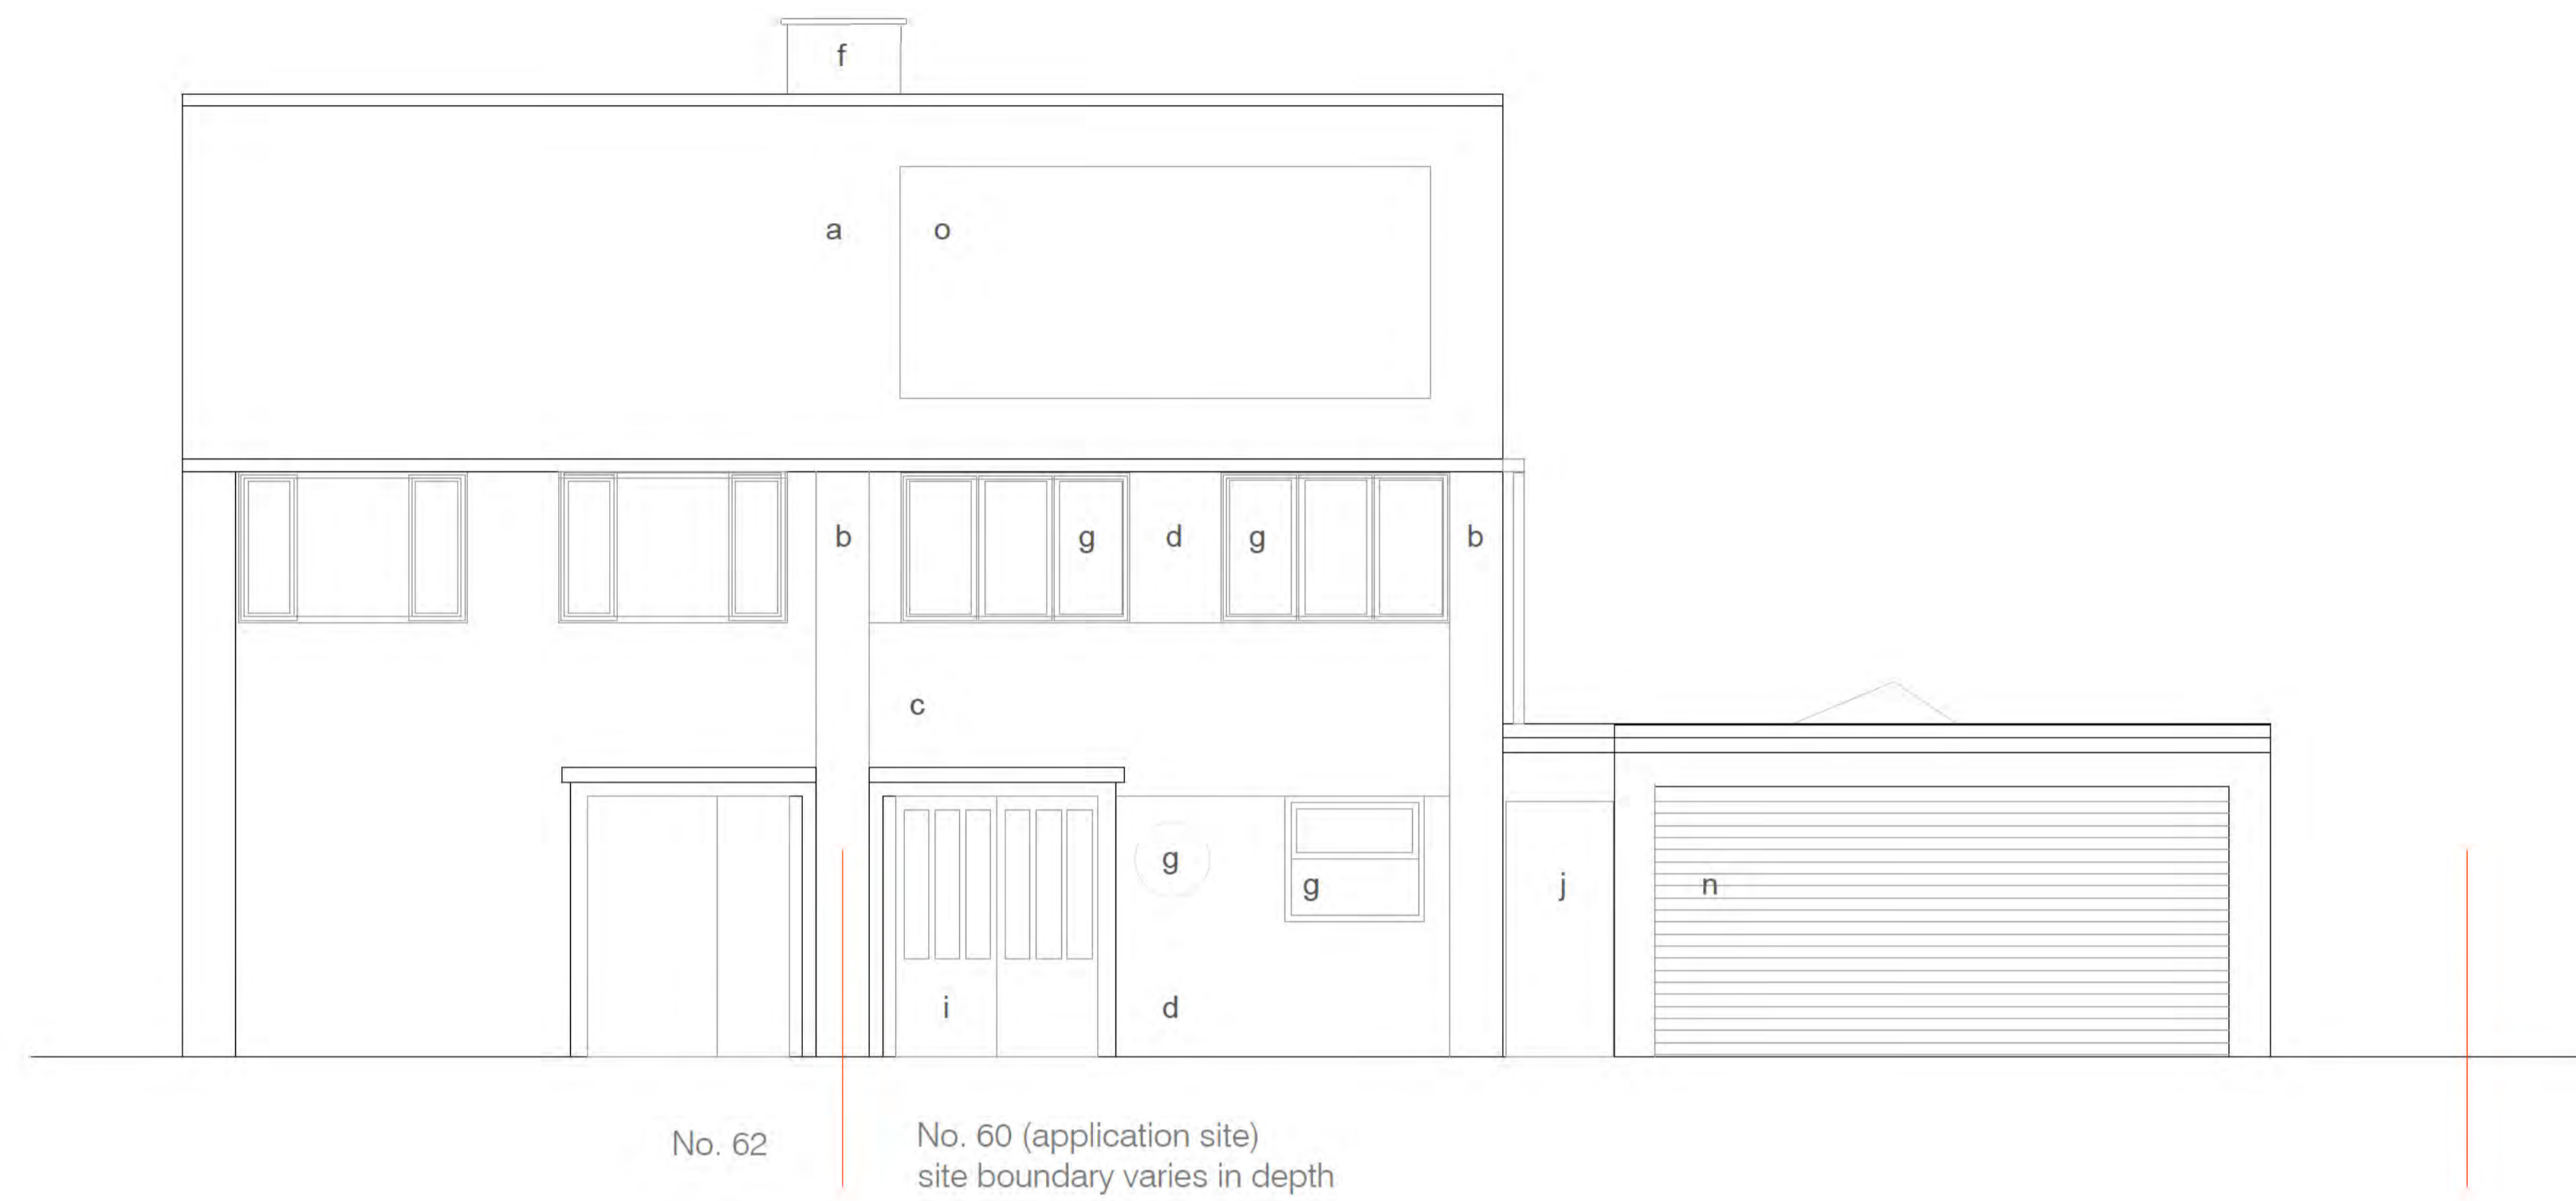 f
a o
b g d g b
c
g
g j n
i d
No. 62
No. 60 (application site)
site boundary varies in depth